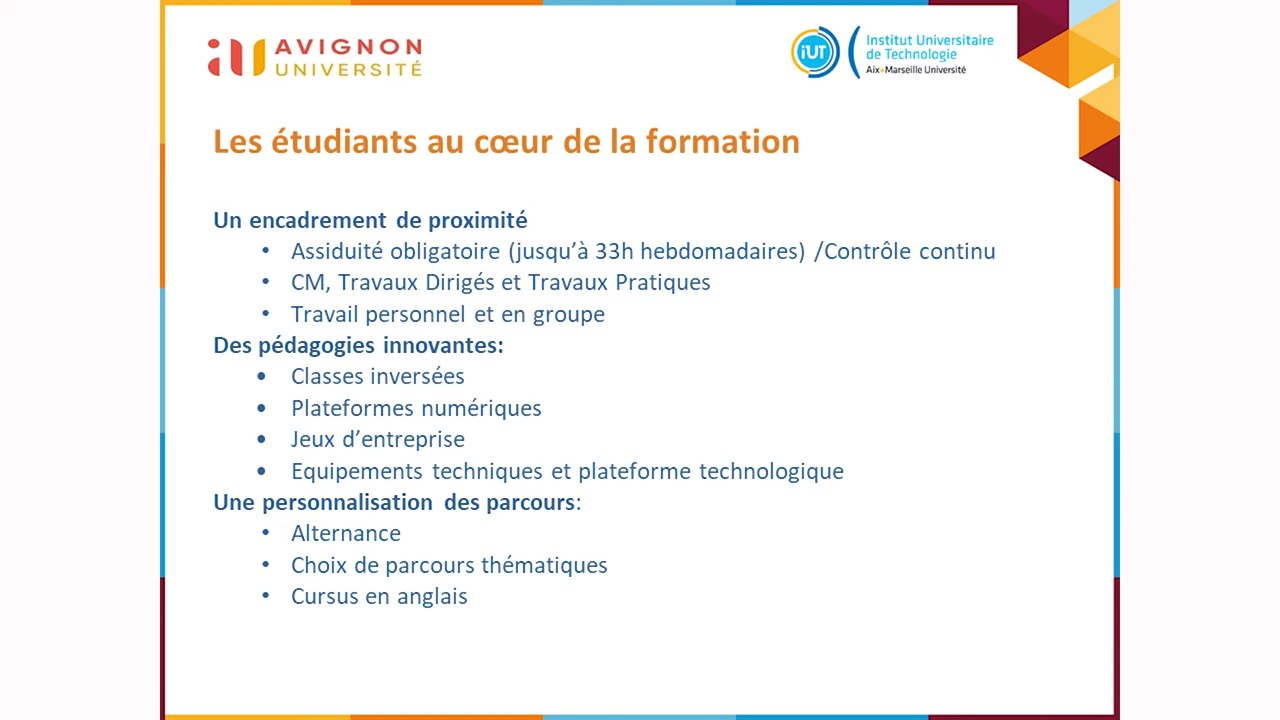 AVIGNON
UNIVERSITÉ
iUT
Institut Universitaire
de Technologie
Aix+Marseille Université
Les étudiants au cœur de la formation
Un encadrement de proximité
• Assiduité obligatoire (jusqu’à 33h hebdomadaires) /Contrôle continu
• CM, Travaux Dirigés et Travaux Pratiques
• Travail personnel et en groupe
Des pédagogies innovantes:
• Classes inversées
• Plateformes numériques
• Jeux d’entreprise
• Equipements techniques et plateforme technologique
Une personnalisation des parcours:
• Alternance
• Choix de parcours thématiques
• Cursus en anglais